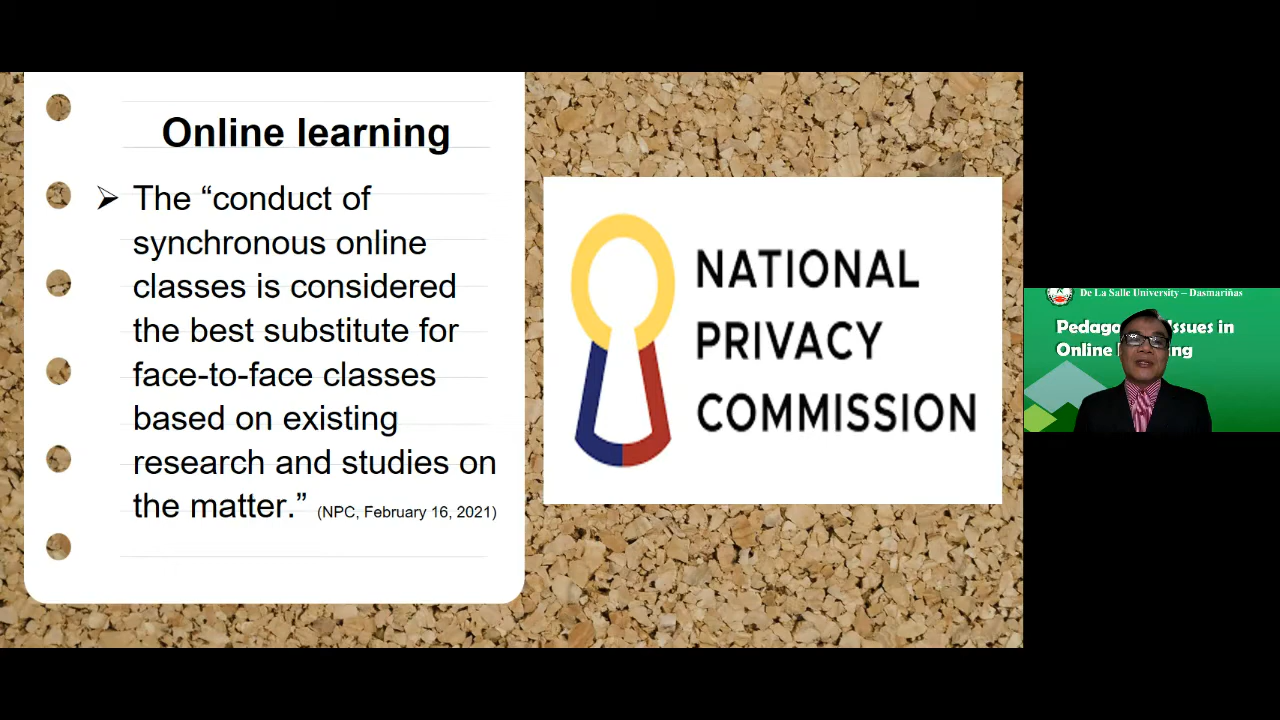 Online learning
➢ The “conduct of
synchronous online
classes is considered
the best substitute for
face-to-face classes
based on existing
research and studies on
the matter.” (NPC, February 16, 2021)
NATIONAL
PRIVACY
COMMISSION
De La Salle University – Dasmariñas
Issues in
Online